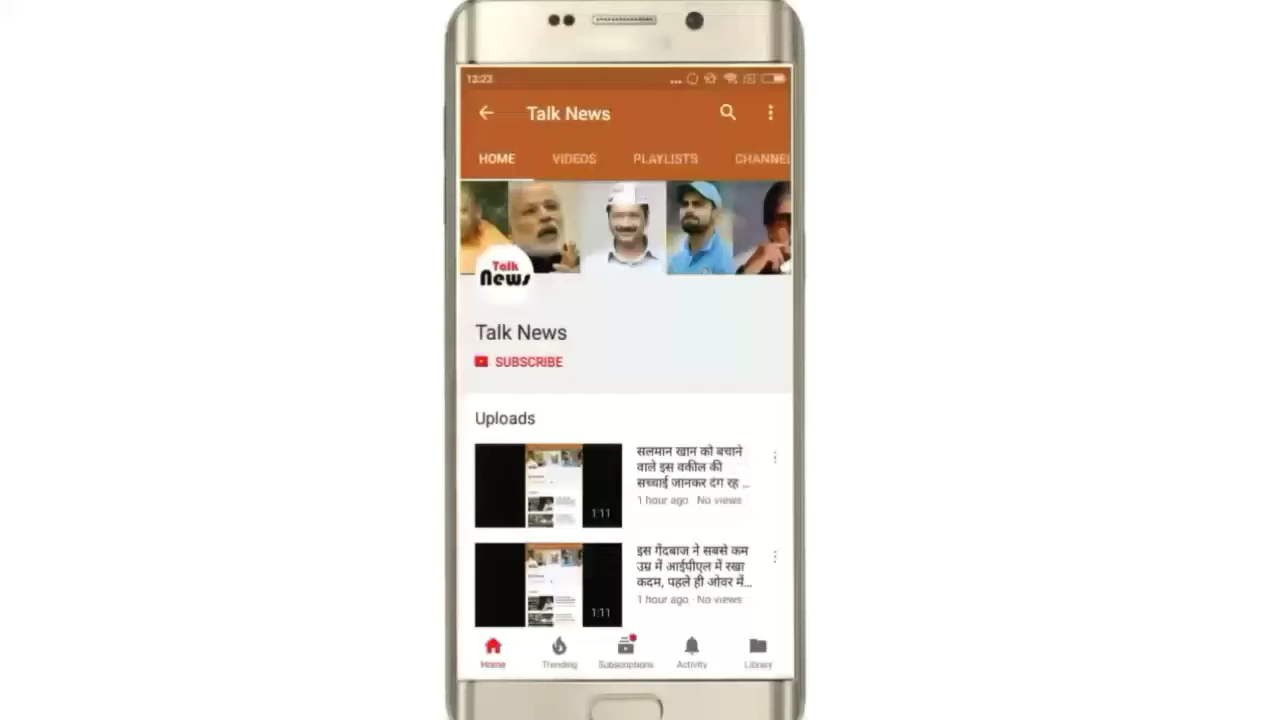 12:23
Talk News
HOME VIDEOS PLAYLISTS CHANNEL
Talk
News
Talk News
SUBSCRIBE
Uploads
सलमान खान को बचाने
वाले इस वकील की
सच्चाई जानकर दंग रह ...
1 hour ago · No views
1:11
इस गेंदबाज ने सबसे कम
उम्र में आईपीएल में रखा
कदम, पहले ही ओवर में...
1 hour ago · No views
1:11
Home Trending Subscriptions Activity Library